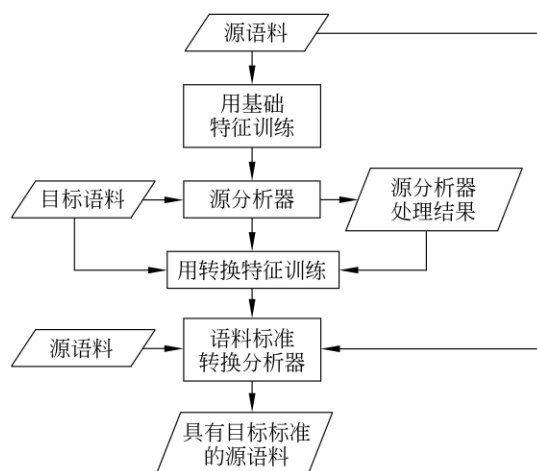 源语料
用基础
特征训练
目标语料
源分析器
源分析器
处理结果
用转换特征训练
源语料
语料标准
转换分析器
具有目标标准
的源语料